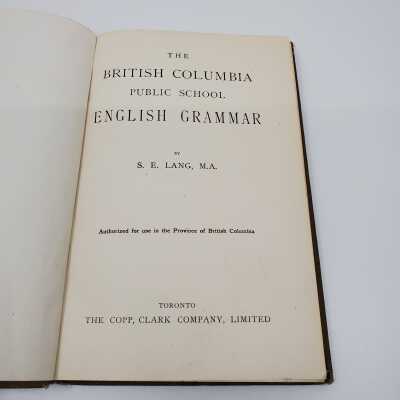 THE
BRITISH COLUMBIA
PUBLIC SCHOOL
ENGLISH GRAMMAR
BY
S. E. LANG, M.A.
Authorized for use in the Province of British Columbia
TORONTO
THE COPP, CLARK COMPANY, LIMITED